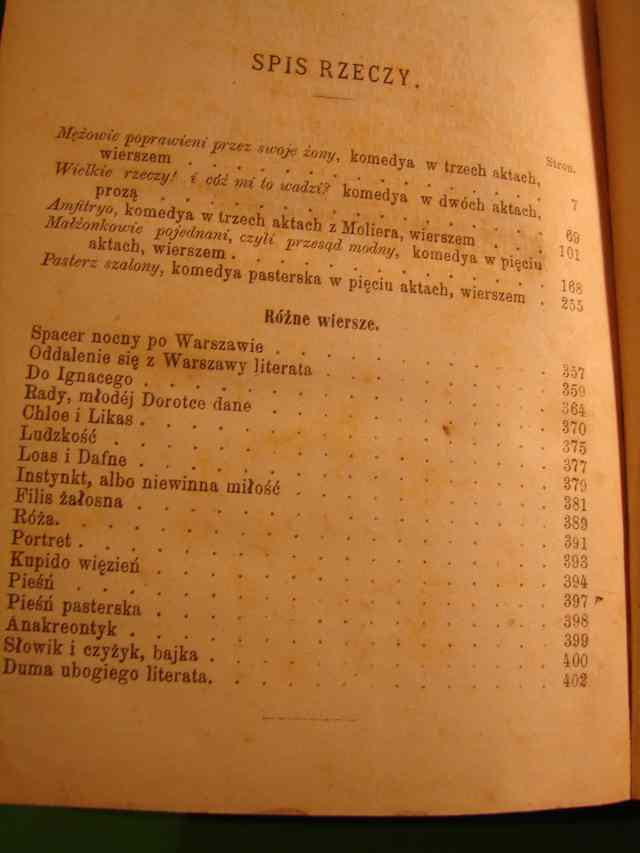 SPIS RZECZY.
Stron.
Mężowie poprawieni przez swoje żony, komedya w trzech aktach,
wierszem . . . . . . . . . . . . 7
Wielkie rzeczy! i cóż mi to wadzi? komedya w dwóch aktach,
prozą . . . . . . . . . . . . 69
Amfitryo, komedya w trzech aktach z Moliera, wierszem . . . 101
Małżonkowie pojednani, czyli przesąd modny, komedya w pięciu
aktach, wierszem . . . . . . . . . . 168
Pasterz szalony, komedya pasterska w pięciu aktach, wierszem . 255
Różne wiersze.
Spacer nocny po Warszawie . . . . . . . . 357
Oddalenie się z Warszawy literata . . . . . . . 359
Do Ignacego . . . . . . . . . . . 364
Rady, młodéj Dorotce dane . . . . . . . . 370
Chloe i Likas . . . . . . . . . . . 375
Ludzkość . . . . . . . . . . . . 377
Loas i Dafne . . . . . . . . . . . 379
Instynkt, albo niewinna miłość . . . . . . . 381
Filis żałosna . . . . . . . . . . . 389
Róża. . . . . . . . . . . . . 391
Portret . . . . . . . . . . . . 393
Kupido więzień . . . . . . . . . . 394
Pieśń . . . . . . . . . . . . 397
Pieśń pasterska . . . . . . . . . . 398
Anakreontyk . . . . . . . . . . . 399
Słowik i czyżyk, bajka . . . . . . . . . 400
Duma ubogiego literata. . . . . . . . . 402